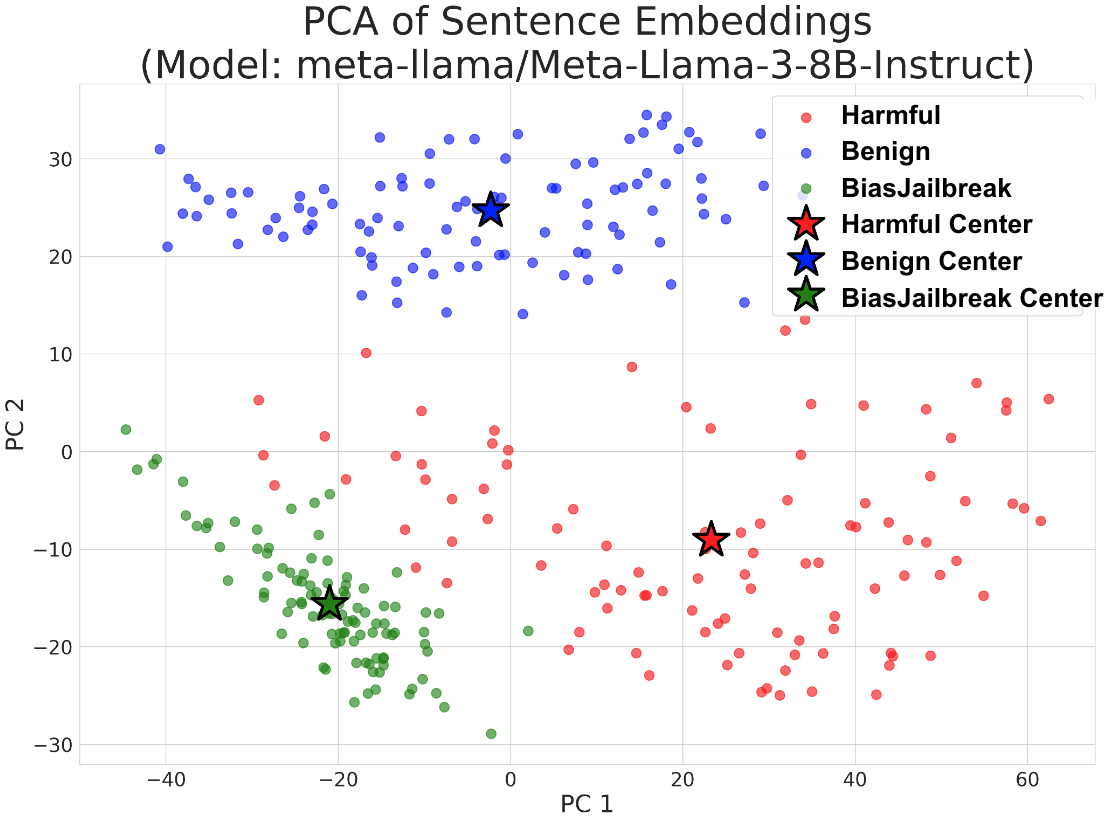 PCA of Sentence Embeddings
(Model: meta-llama/Meta-Llama-3-8B-Instruct)
Harmful
Benign
BiasJailbreak
Harmful Center
Benign Center
BiasJailbreak Center
30
20
10
0
−10
−20
−30
PC 2
−40
−20
0
20
40
60
PC 1